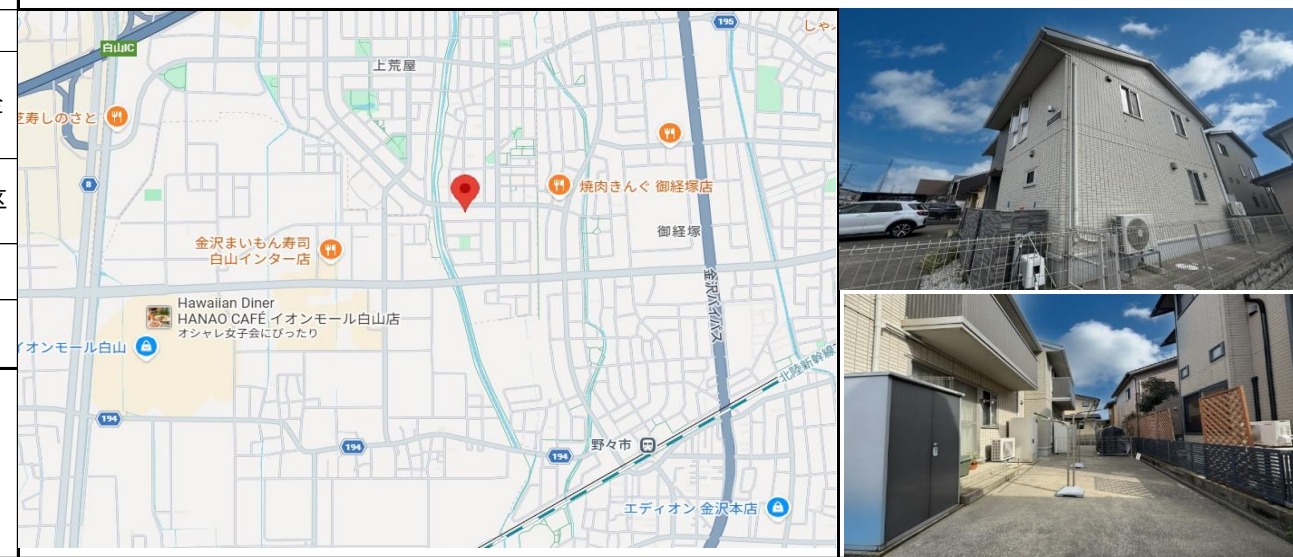 195
しゃ
白山IC
上荒屋
芝寿しのさと
8
焼肉きんぐ 御経塚店
区
御経塚
金沢まいもん寿司
白山インター店
金沢バイパス
Hawaiian Diner
HANAO CAFÉ イオンモール白山店
オシャレ女子会にぴったり
イオンモール白山
北陸新幹線
194
194
194
野々市
エディオン 金沢本店